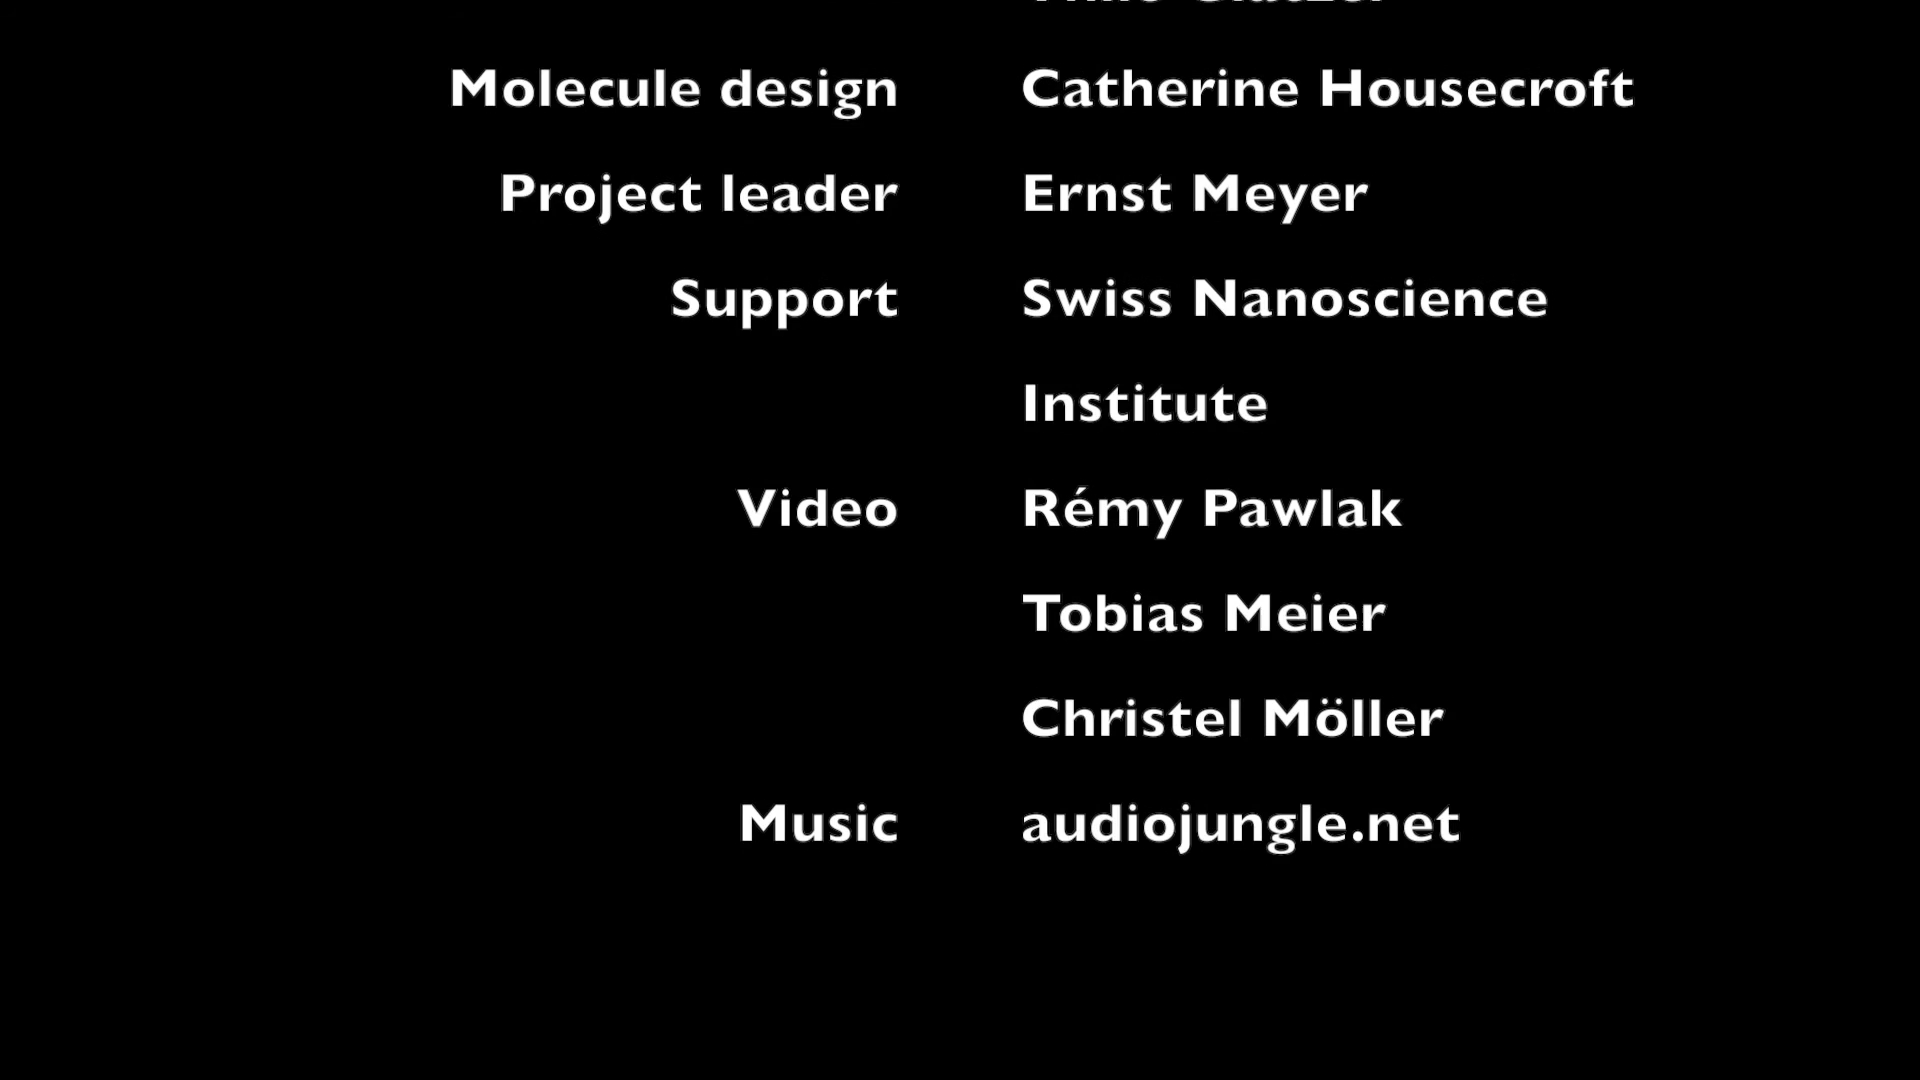 Molecule design Catherine Housecroft
Project leader Ernst Meyer
Support Swiss Nanoscience
Institute
Video Rémy Pawlak
Tobias Meier
Christel Möller
Music audiojungle.net